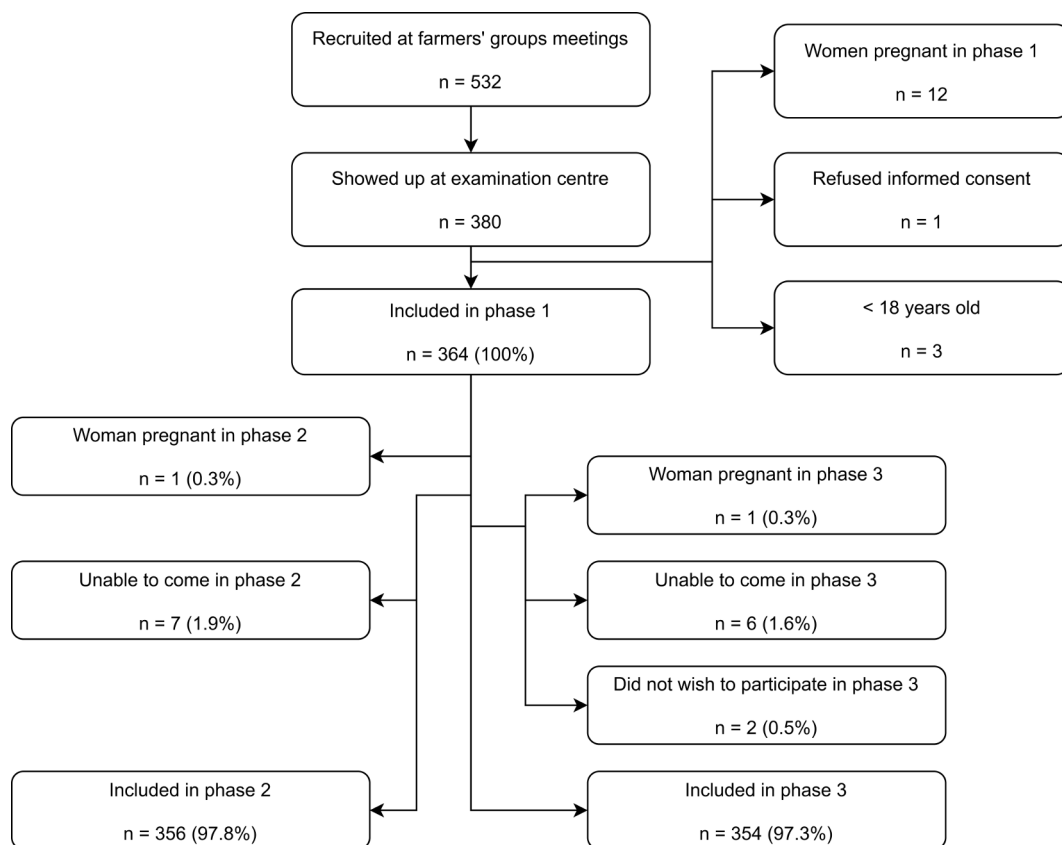 Recruited at farmers' groups meetings
n = 532
Women pregnant in phase 1
n = 12
Showed up at examination centre
n = 380
Refused informed consent
n = 1
Included in phase 1
n = 364 (100%)
< 18 years old
n = 3
Woman pregnant in phase 2
n = 1 (0.3%)
Woman pregnant in phase 3
n = 1 (0.3%)
Unable to come in phase 2
n = 7 (1.9%)
Unable to come in phase 3
n = 6 (1.6%)
Did not wish to participate in phase 3
n = 2 (0.5%)
Included in phase 2
n = 356 (97.8%)
Included in phase 3
n = 354 (97.3%)